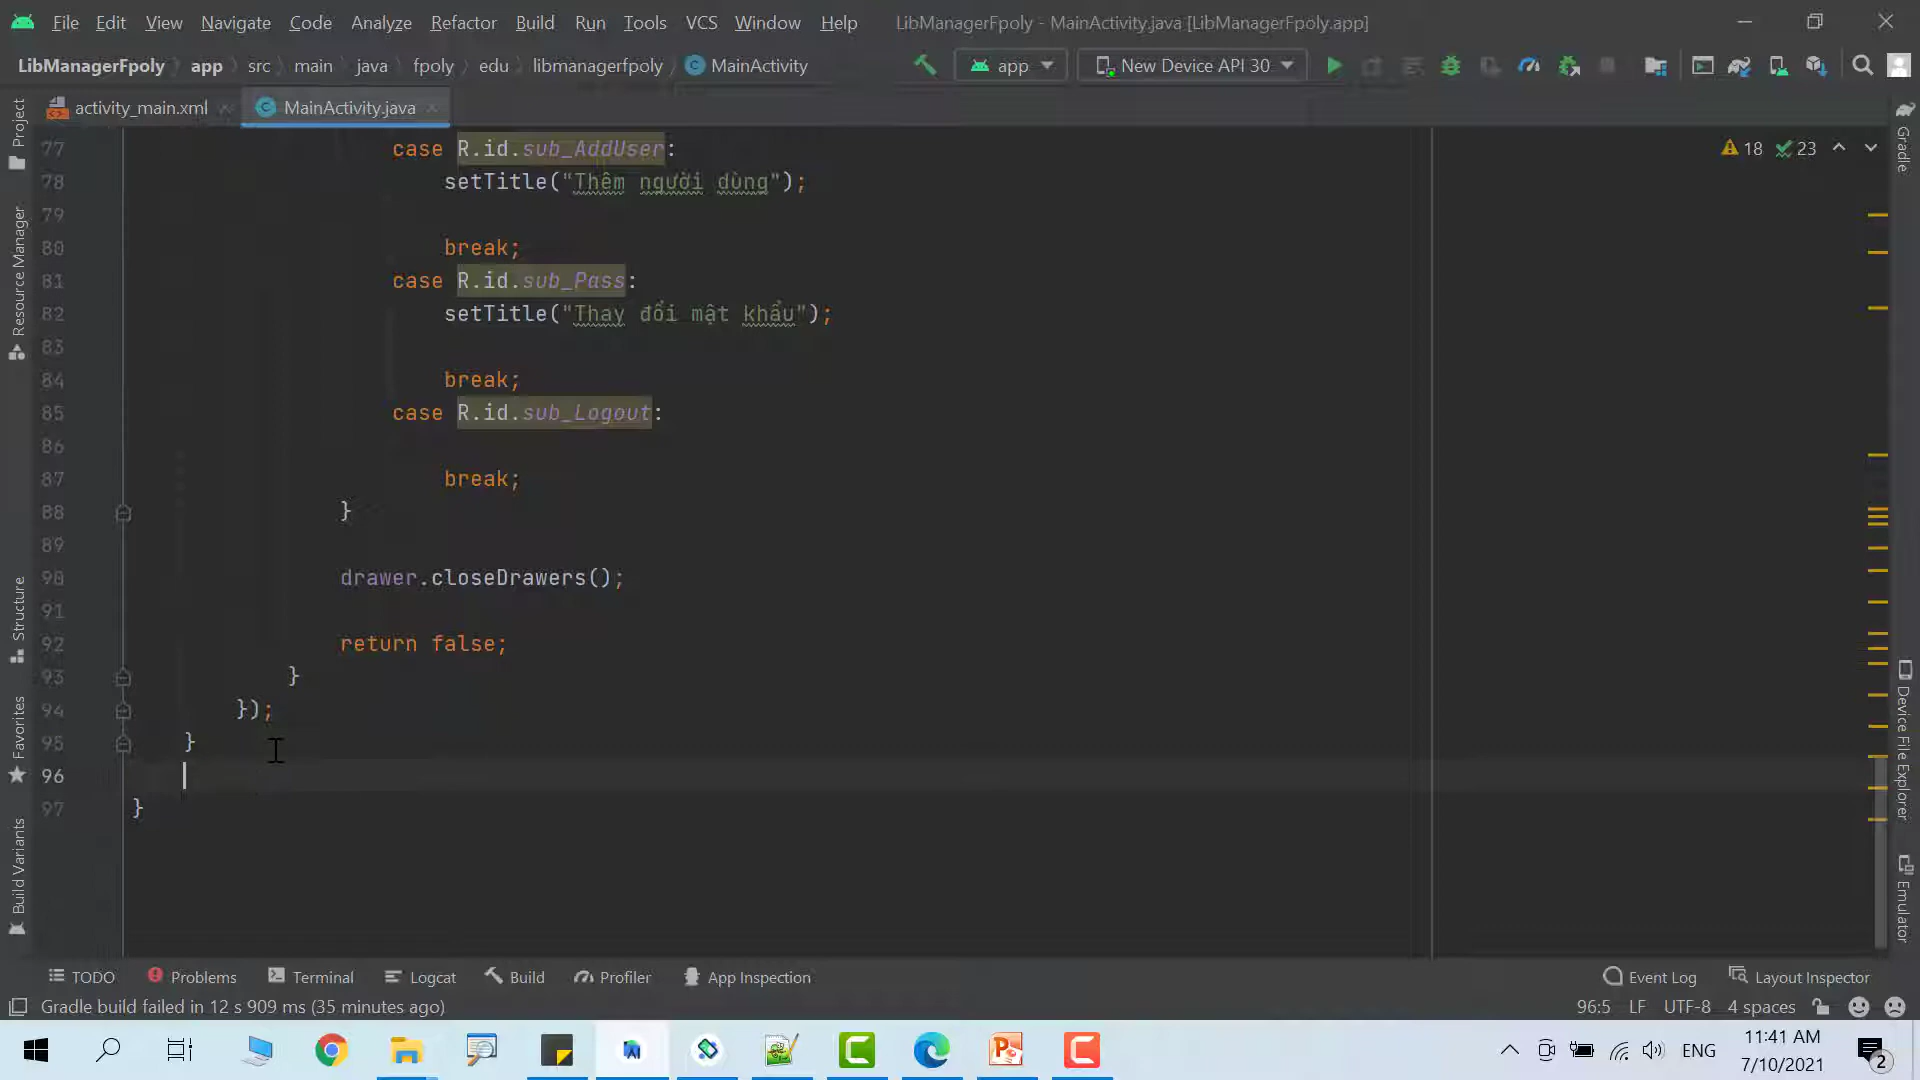 File Edit View Navigate Code Analyze Refactor Build Run Tools VCS Window Help LibManagerFpoly - MainActivity.java [LibManagerFpoly.app]
LibManagerFpoly app src main java fpoly edu libmanagerfpoly MainActivity app New Device API 30
activity_main.xml MainActivity.java
77 case R.id.sub_AddUser: 18 23
78 setTitle("Thêm người dùng");
79
80 break;
81 case R.id.sub_Pass:
82 setTitle("Thay đổi mật khẩu");
83
84 break;
85 case R.id.sub_Logout:
86
87 break;
88 }
89
90 drawer.closeDrawers();
91
92 return false;
93 }
94 });
95 }
96
97 }
Project
Resource Manager
Structure
Favorites
Build Variants
Gradle
Device File Explorer
Emulator
TODO Problems Terminal Logcat Build Profiler App Inspection Event Log Layout Inspector
Gradle build failed in 12 s 909 ms (35 minutes ago) 96:5 LF UTF-8 4 spaces
ENG 11:41 AM
7/10/2021 2